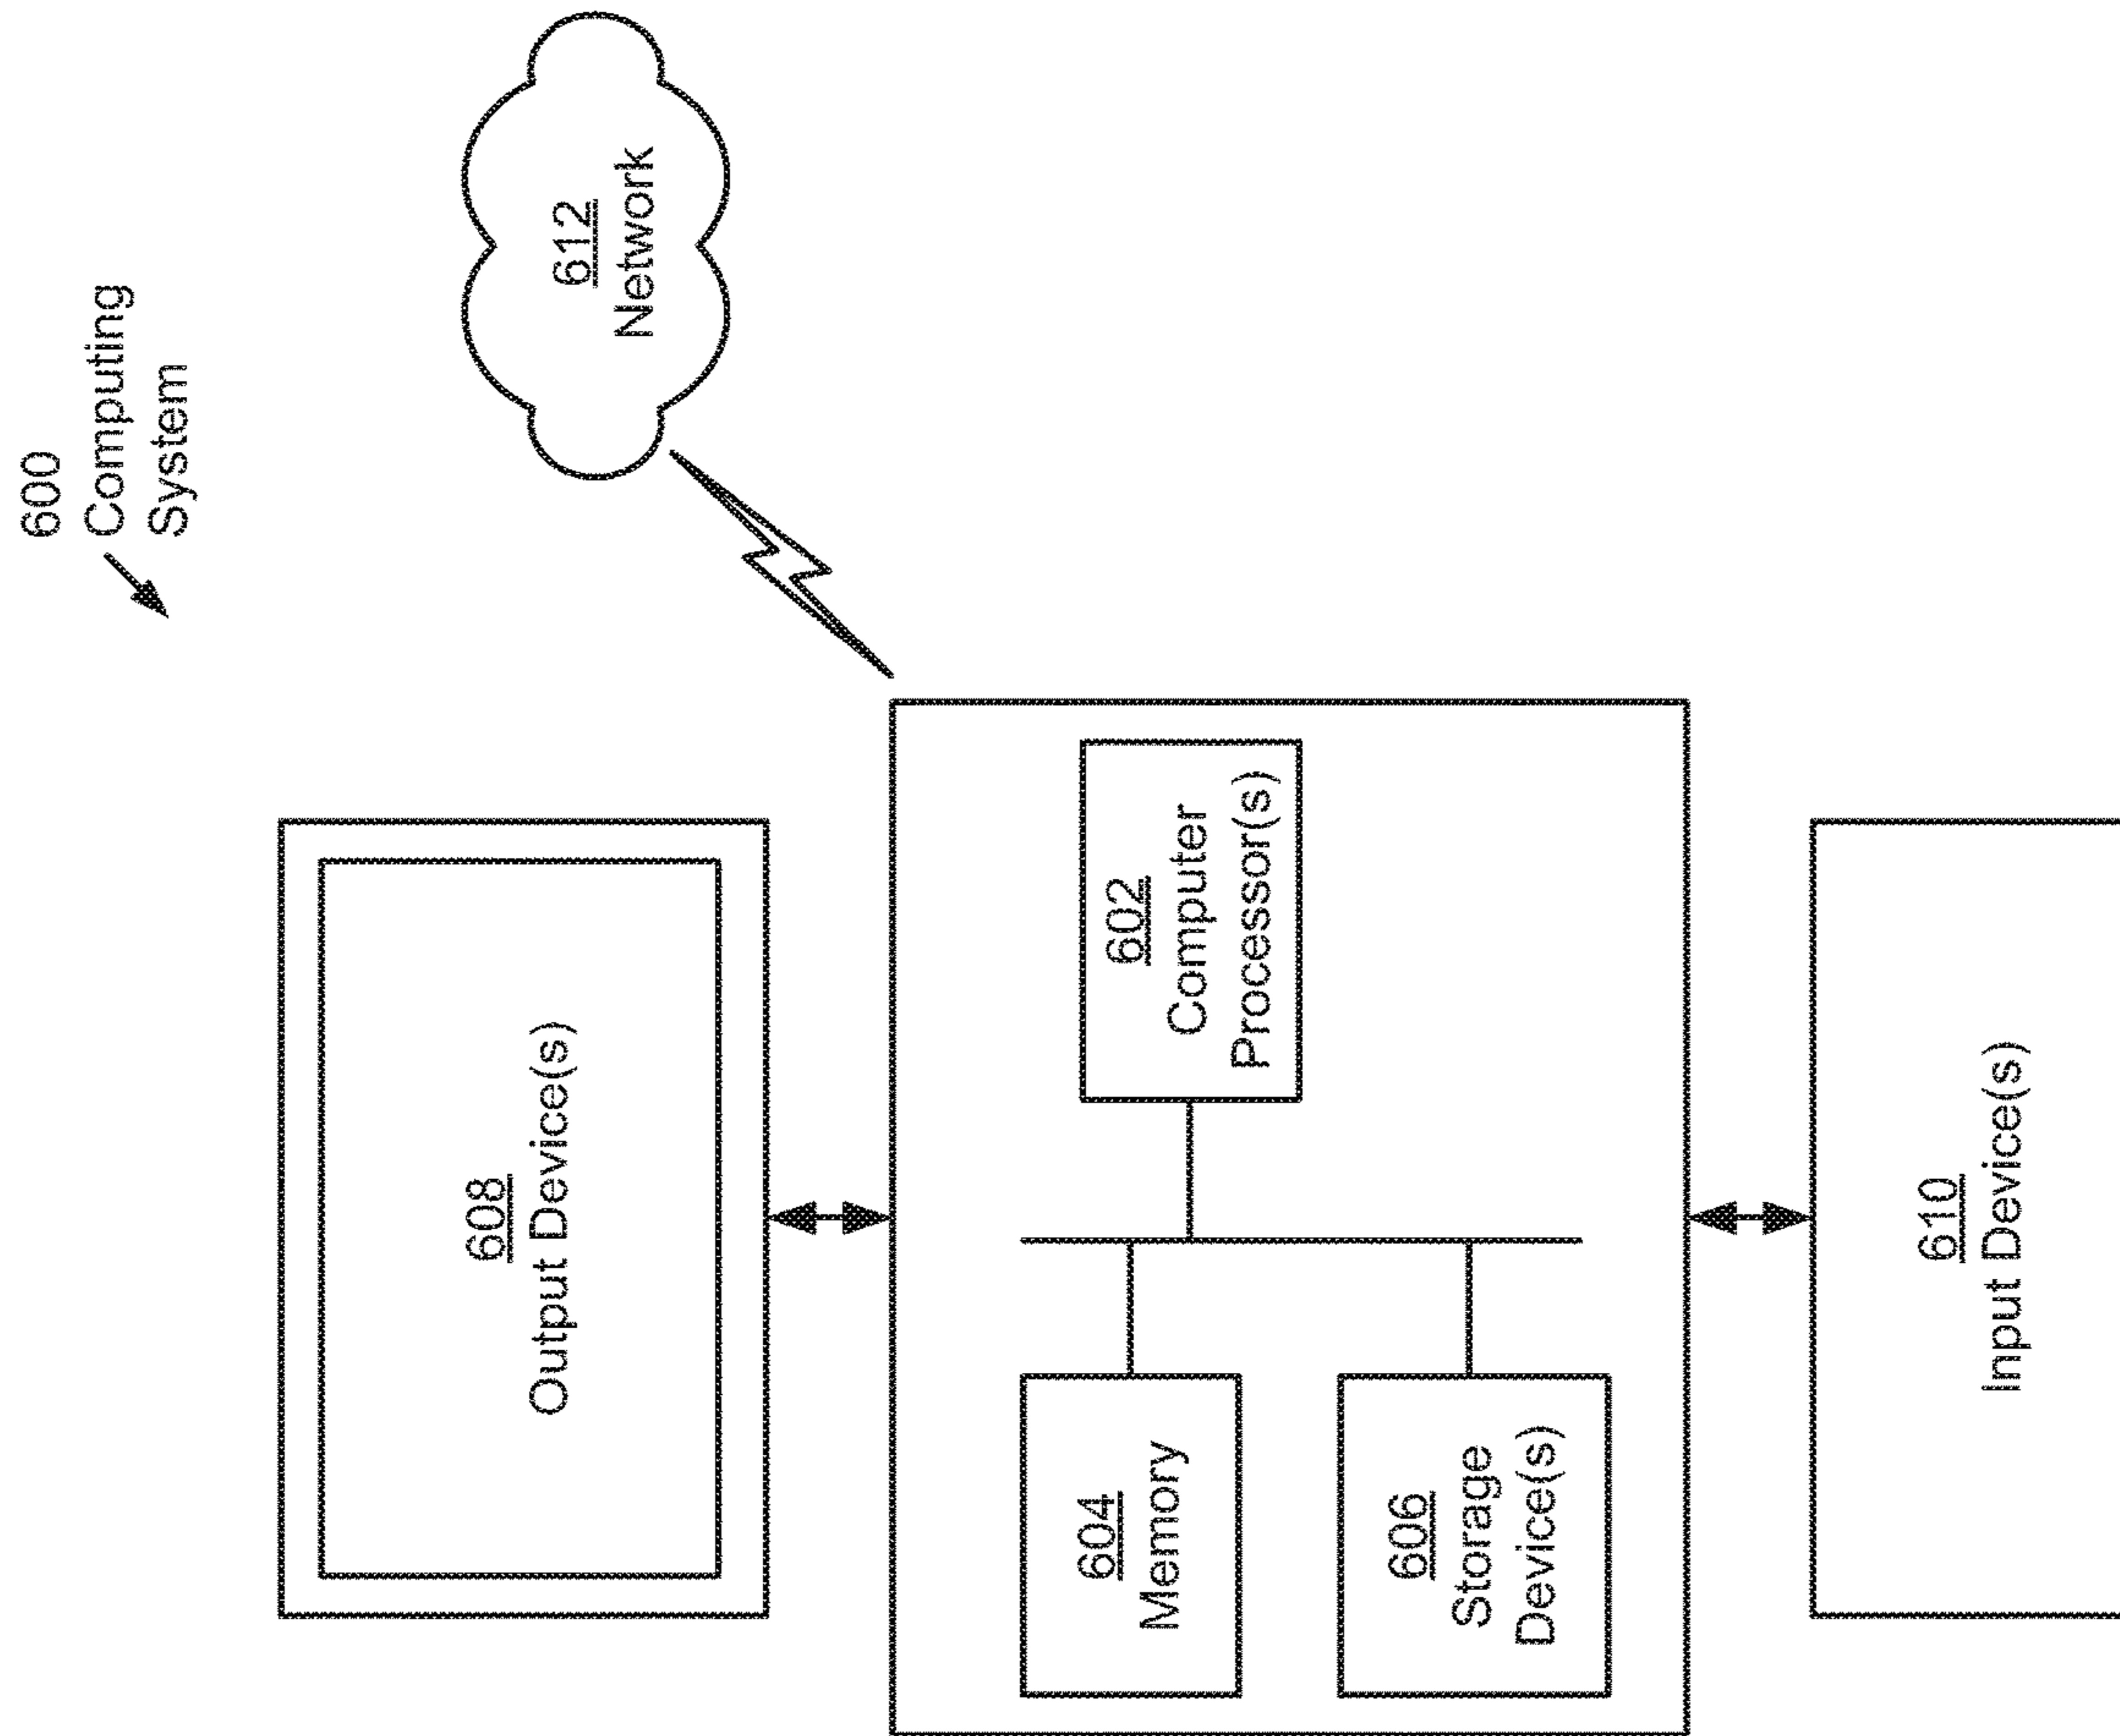 600
Computing
System
612
Network
608
Output Device(s)
602
Computer
Processor(s)
604
Memory
606
Storage
Device(s)
610
Input Device(s)